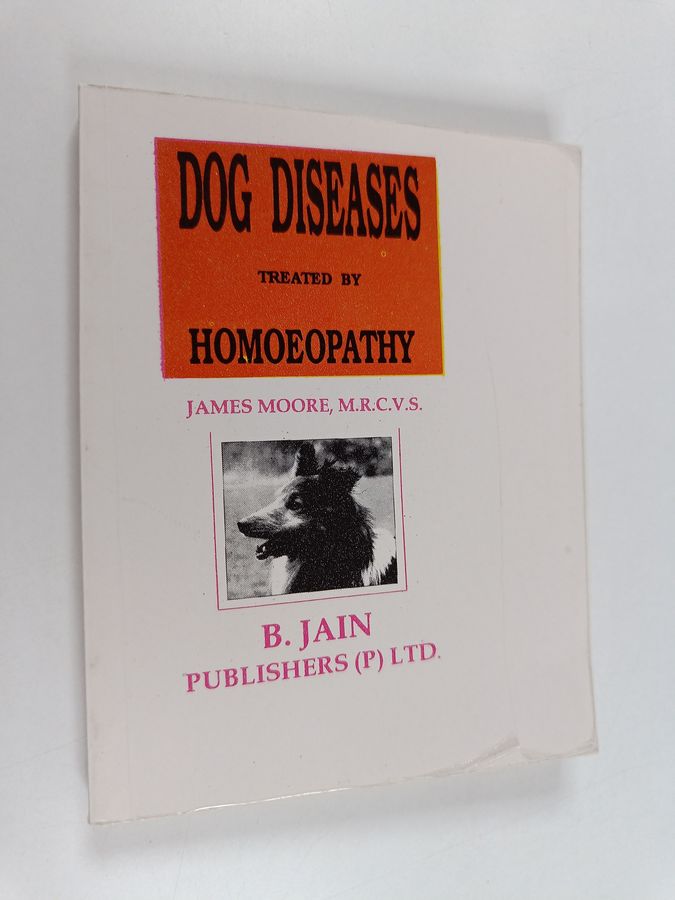 DOG DISEASES
TREATED BY
HOMOEOPATHY
JAMES MOORE, M.R.C.V.S.
B. JAIN
PUBLISHERS (P) LTD.